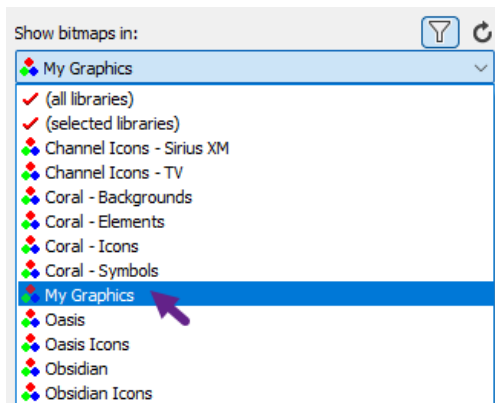 Show bitmaps in:
My Graphics
(all libraries)
(selected libraries)
Channel Icons - Sirius XM
Channel Icons - TV
Coral - Backgrounds
Coral - Elements
Coral - Icons
Coral - Symbols
My Graphics
Oasis
Oasis Icons
Obsidian
Obsidian Icons